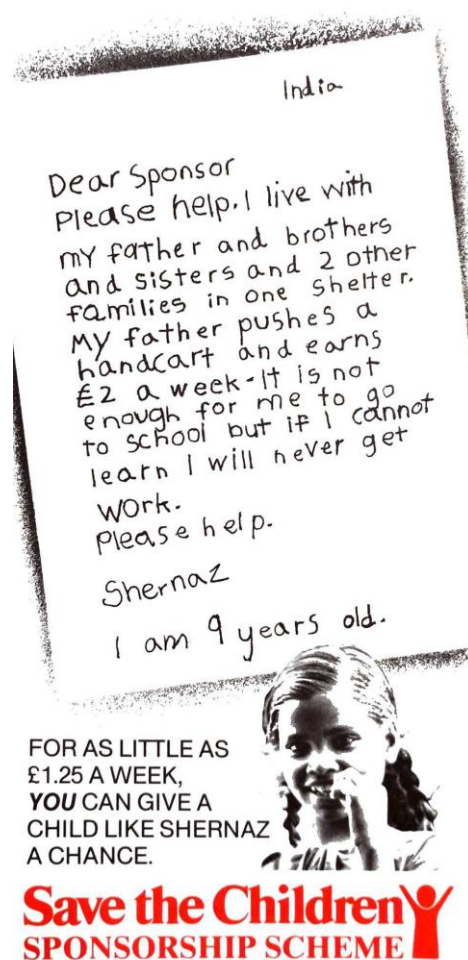 India
Dear Sponsor
Please help. I live with
my father and brothers
and sisters and 2 other
families in one shelter.
My father pushes a
handcart and earns
£2 a week - It is not
enough for me to go
to school but if I cannot
learn I will never get
work.
Please help.
Shernaz
I am 9 years old.
FOR AS LITTLE AS
£1.25 A WEEK,
YOU CAN GIVE A
CHILD LIKE SHERNAZ
A CHANCE.
Save the Children
SPONSORSHIP SCHEME